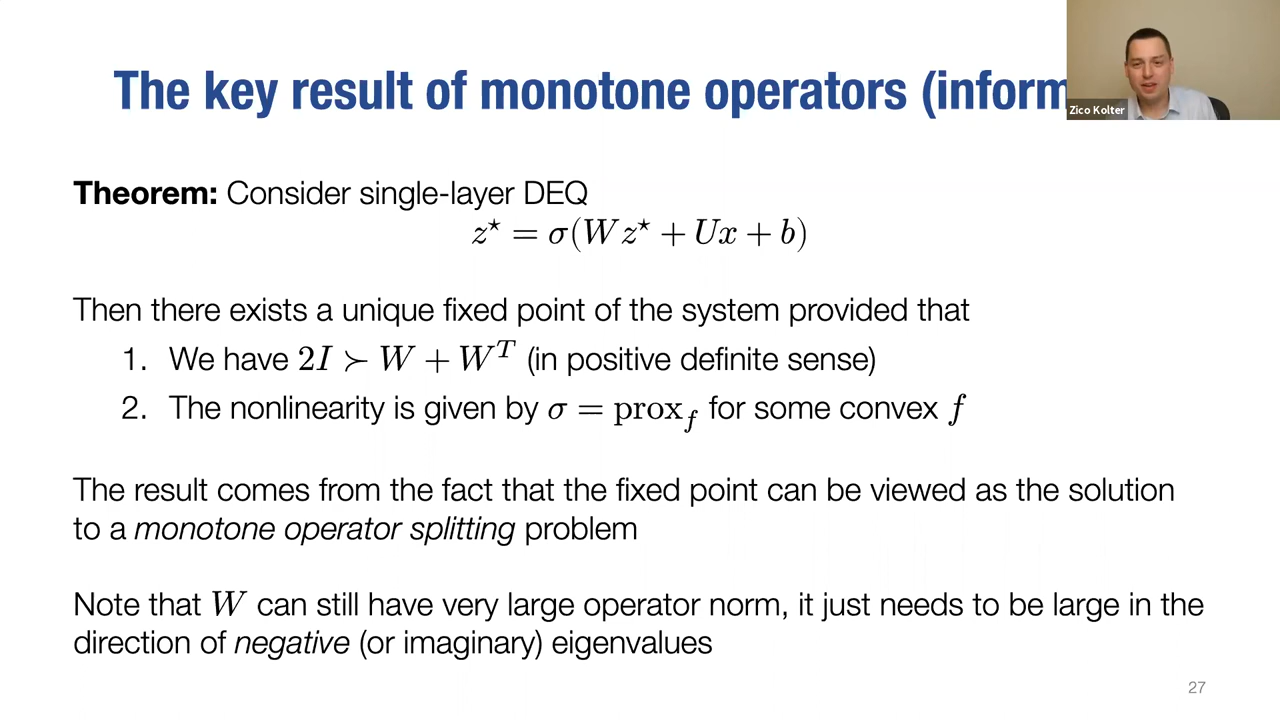 The key result of monotone operators (inform
Zico Kolter
Theorem: Consider single-layer DEQ
z⋆ = σ(Wz⋆ + Ux + b)
Then there exists a unique fixed point of the system provided that
1. We have 2I ≻ W + W^T (in positive definite sense)
2. The nonlinearity is given by σ = prox_f for some convex f
The result comes from the fact that the fixed point can be viewed as the solution
to a monotone operator splitting problem
Note that W can still have very large operator norm, it just needs to be large in the
direction of negative (or imaginary) eigenvalues
27